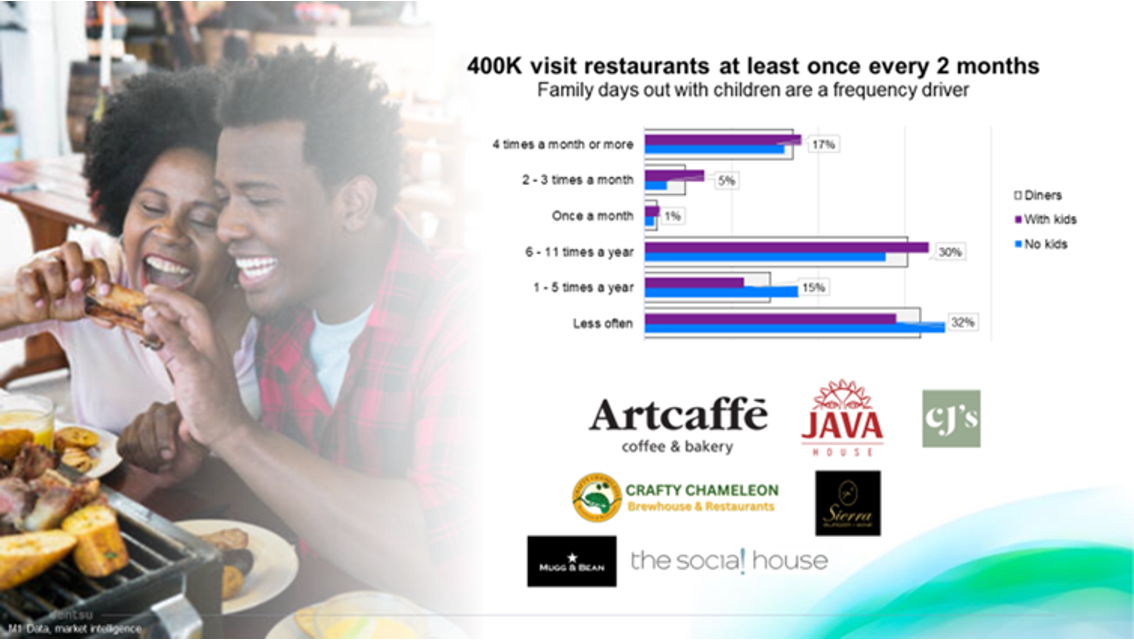 400K visit restaurants at least once every 2 months
Family days out with children are a frequency driver
4 times a month or more
17%
2 - 3 times a month
5%
Once a month
1%
6 - 11 times a year
30%
1 - 5 times a year
15%
Less often
32%
Diners
With kids
No kids
Artcaffē
coffee & bakery
JAVA
HOUSE
CJ's
CRAFTY CHAMELEON
Brewhouse & Restaurants
Sierra
MUGG & BEAN
the social house
dentsu
M1 Data, market intelligence